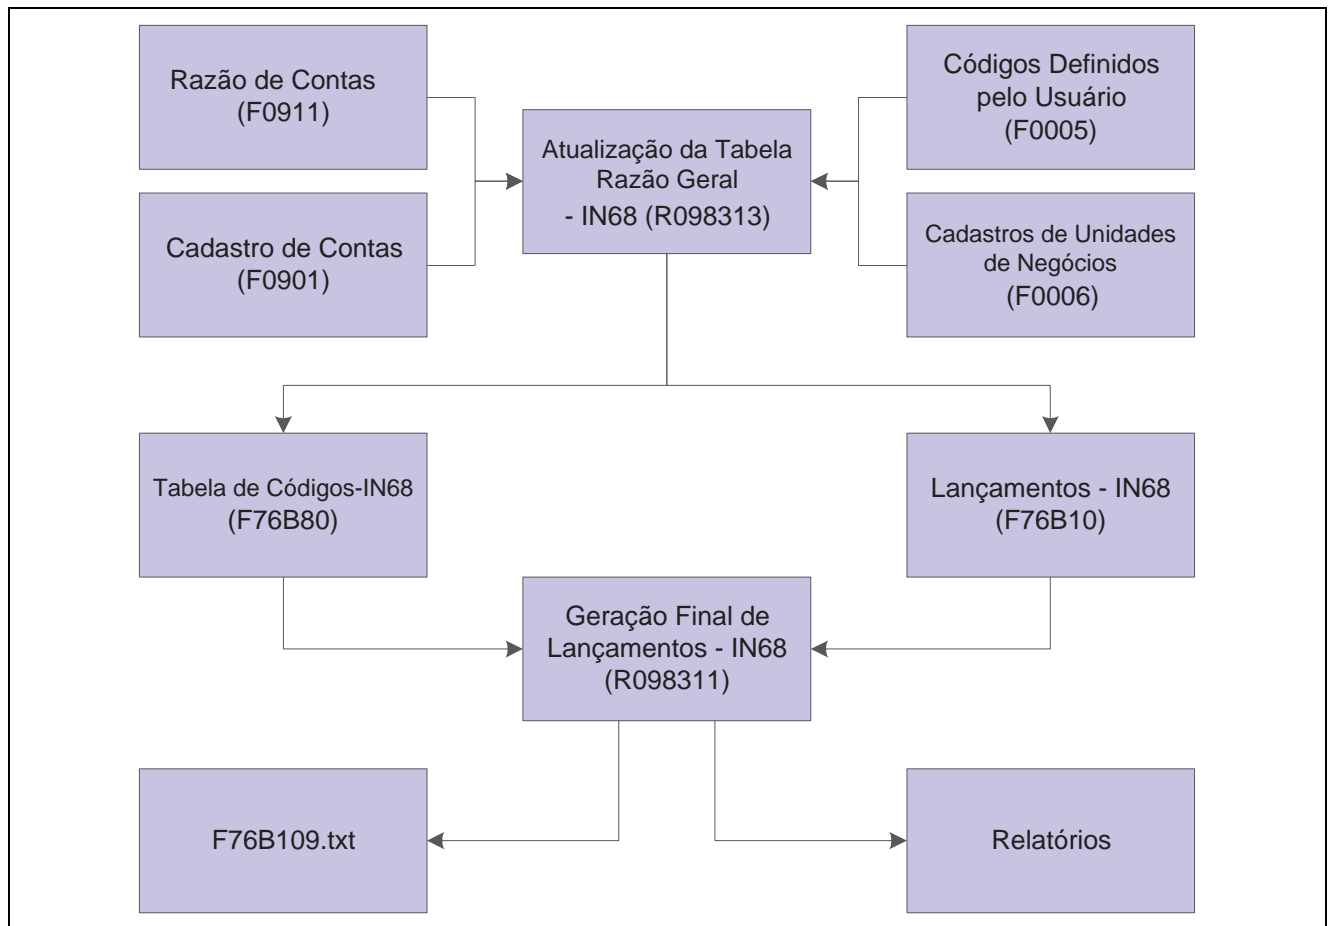 Razão de Contas
(F0911)
Códigos Definidos
pelo Usuário
(F0005)
Atualização da Tabela
Razão Geral
- IN68 (R098313)
Cadastro de Contas
(F0901)
Cadastros de Unidades
de Negócios
(F0006)
Tabela de Códigos-IN68
(F76B80)
Lançamentos - IN68
(F76B10)
Geração Final de
Lançamentos - IN68
(R098311)
F76B109.txt
Relatórios